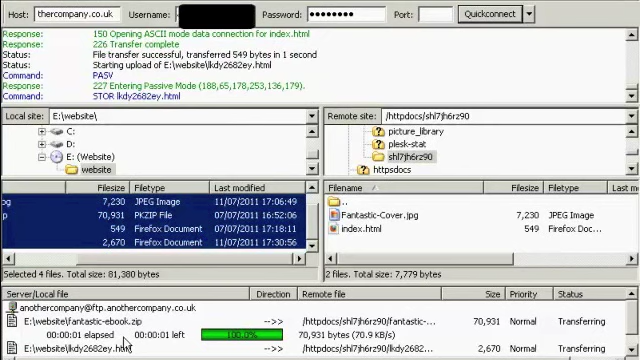 Host: thercompany.co.uk Username: Password: ●●●●●●●● Port: Quickconnect
Response: 150 Opening ASCII mode data connection for index.html
Response: 226 Transfer complete
Status: File transfer successful, transferred 549 bytes in 1 second
Status: Starting upload of E:\website\lkdy2682ey.html
Command: PASV
Response: 227 Entering Passive Mode (188,65,178,253,136,179).
Command: STOR lkdy2682ey.html
Local site: E:\website\ Remote site: /httpdocs/shl7jh6rz90
C: picture_library
D: plesk-stat
E: (Website) shl7jh6rz90
website httpsdocs
Filesize Filetype Last modified Filename Filesize Filetype
pg 7,230 JPEG Image 11/07/2011 17:06:49 ..
p 70,931 PKZIP File 07/07/2011 16:52:06 Fantastic-Cover.jpg 7,230 JPEG Image
549 Firefox Document 07/07/2011 17:18:11 index.html 549 Firefox Document
2,670 Firefox Document 11/07/2011 17:30:56
Selected 4 files. Total size: 81,380 bytes 2 files. Total size: 7,779 bytes
Server/Local file Direction Remote file Size Priority Status
anothercompany@ftp.anothercompany.co.uk
E:\website\fantastic-ebook.zip -->> /httpdocs/shl7jh6rz90/fantastic-... 70,931 Normal Transferring
00:00:01 elapsed 00:00:01 left 100.0% 70,931 bytes (70.9 KB/s)
E:\website\lkdy2682ey.html -->> /httpdocs/shl7jh6rz90/lkdy2682e... 2,670 Normal Transferring